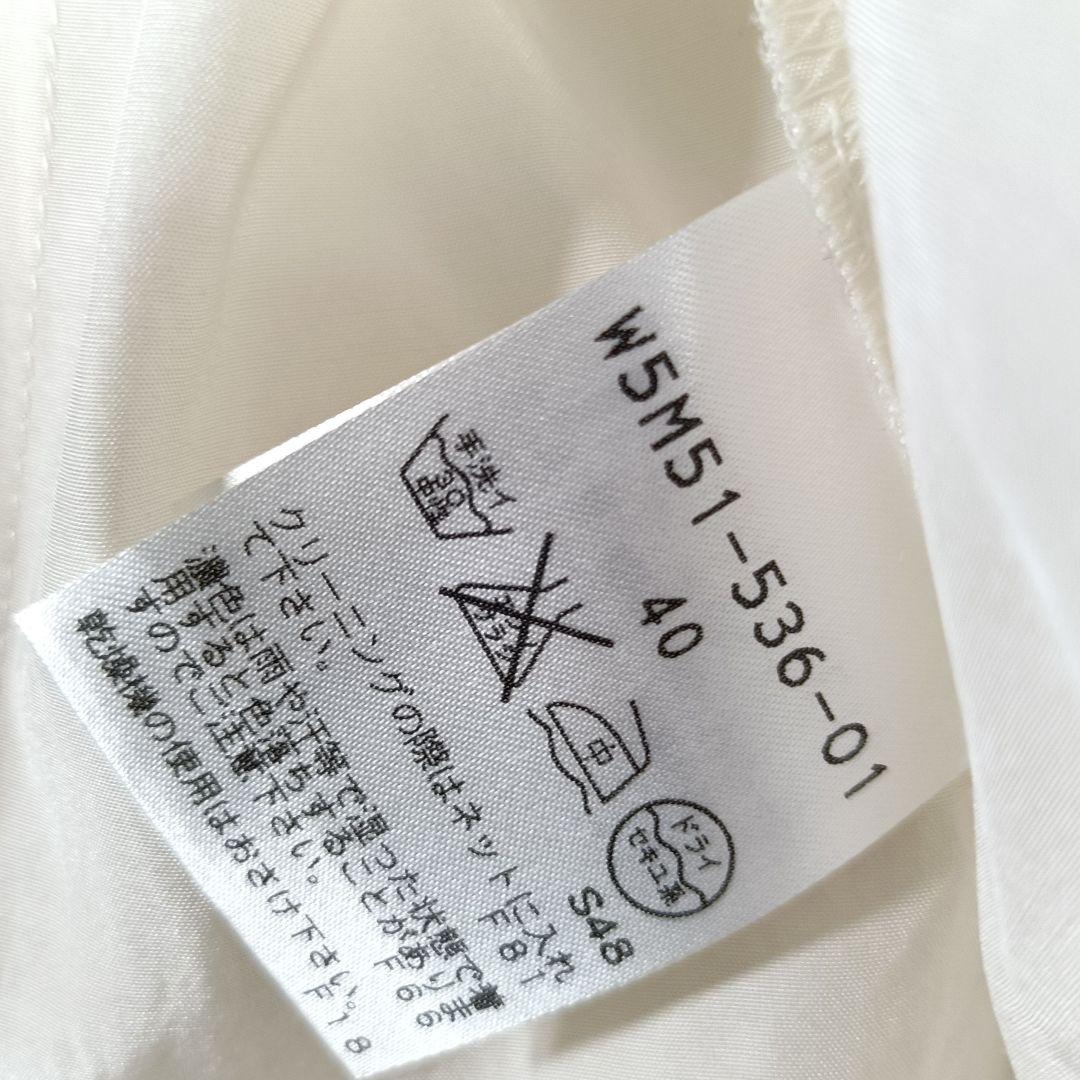 W5M51-536-01
40
手洗イ
30
中
ドライ
セキユ系
S48
クリーニングの際はネットに入れ
て下さい。 F81
濃色は雨や汗等で湿った状態で着
用すると色落ちすることがありま
すのでご注意下さい。 F66
乾燥機の使用はおさけ下さい。
F18